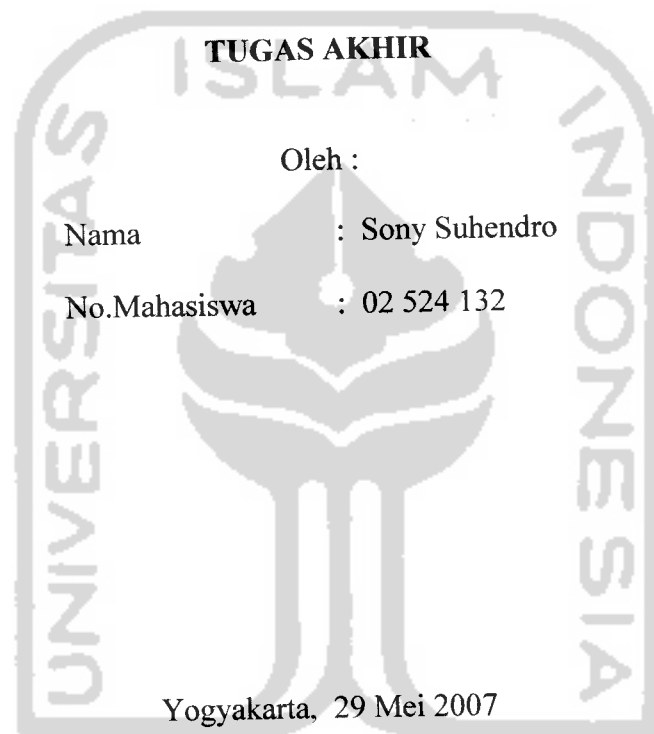 TUGAS AKHIR
ISLAM
UNIVERSITAS
INDONESIA
Oleh :
Nama : Sony Suhendro
No.Mahasiswa : 02 524 132
Yogyakarta, 29 Mei 2007